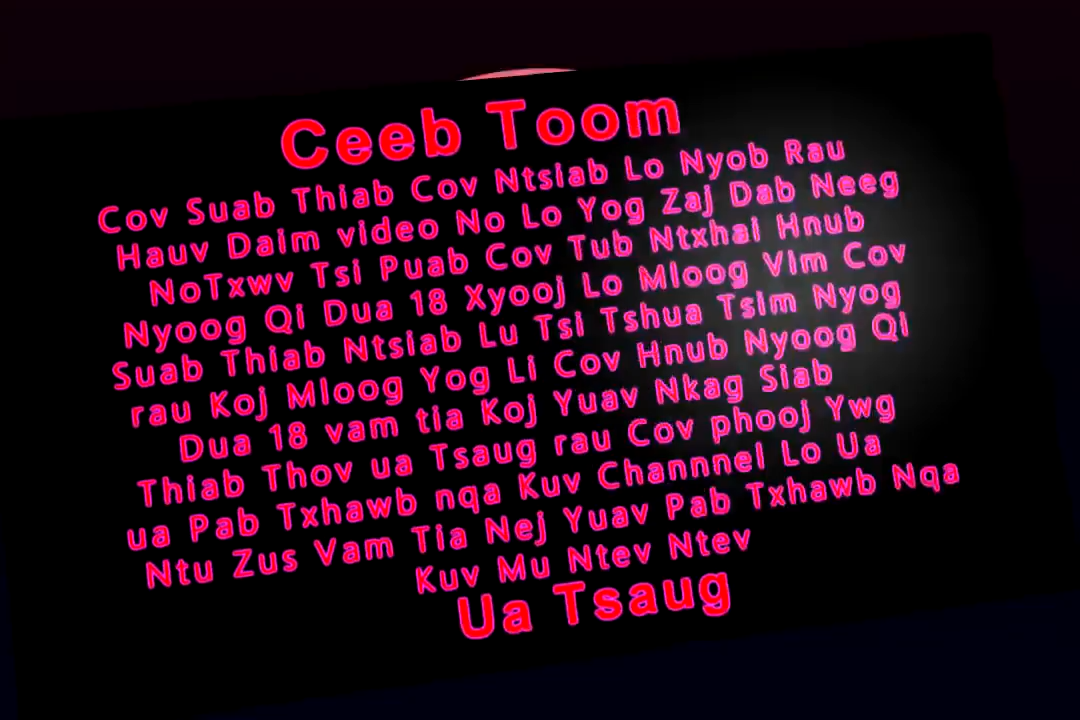 Ceeb Toom
Cov Suab Thiab Cov Ntsiab Lo Nyob Rau
Hauv Daim video No Lo Yog Zaj Dab Neeg
NoTxwv Tsi Puab Cov Tub Ntxhai Hnub
Nyoog Qi Dua 18 Xyooj Lo Mloog Vim Cov
Suab Thiab Ntsiab Lu Tsi Tshua Tsim Nyog
rau Koj Mloog Yog Li Cov Hnub Nyoog Qi
Dua 18 vam tia Koj Yuav Nkag Siab
Thiab Thov ua Tsaug rau Cov phooj Ywg
ua Pab Txhawb nqa Kuv Channnel Lo Ua
Ntu Zus Vam Tia Nej Yuav Pab Txhawb Nqa
Kuv Mu Ntev Ntev
Ua Tsaug